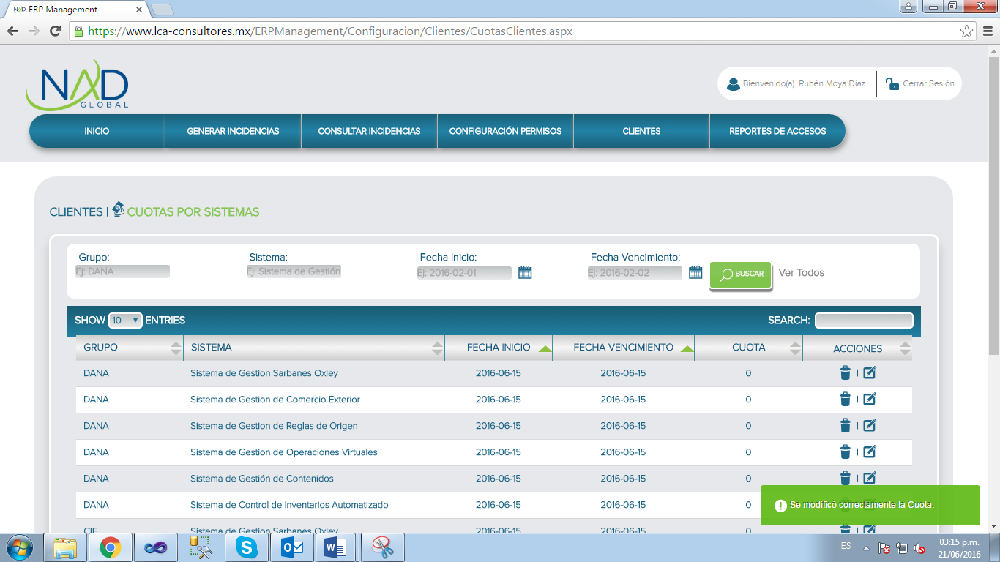 NAD ERP Management
https://www.lca-consultores.mx/ERPManagement/Configuracion/Clientes/CuotasClientes.aspx
NAD
GLOBAL
Bienvenido(a) Rubén Moya Díaz
Cerrar Sesión
INICIO GENERAR INCIDENCIAS CONSULTAR INCIDENCIAS CONFIGURACIÓN PERMISOS CLIENTES REPORTES DE ACCESOS
CLIENTES | CUOTAS POR SISTEMAS
Grupo: Sistema: Fecha Inicio: Fecha Vencimiento:
Ej: DANA Ej: Sistema de Gestión Ej: 2016-02-01 Ej: 2016-02-02 BUSCAR Ver Todos
SHOW 10 ENTRIES SEARCH:
GRUPO SISTEMA FECHA INICIO FECHA VENCIMIENTO CUOTA ACCIONES
DANA Sistema de Gestion Sarbanes Oxley 2016-06-15 2016-06-15 0 |
DANA Sistema de Gestion de Comercio Exterior 2016-06-15 2016-06-15 0 |
DANA Sistema de Gestion de Reglas de Origen 2016-06-15 2016-06-15 0 |
DANA Sistema de Gestion de Operaciones Virtuales 2016-06-15 2016-06-15 0 |
DANA Sistema de Gestión de Contenidos 2016-06-15 2016-06-15 0 |
DANA Sistema de Control de Inventarios Automatizado 2016-06-15 2016-06-15 0
Se modificó correctamente la Cuota.
CIE Sistema de Gestion Sarbanes Oxley 2016-06-15 2016-06-15 0
ES
03:15 p.m.
21/06/2016